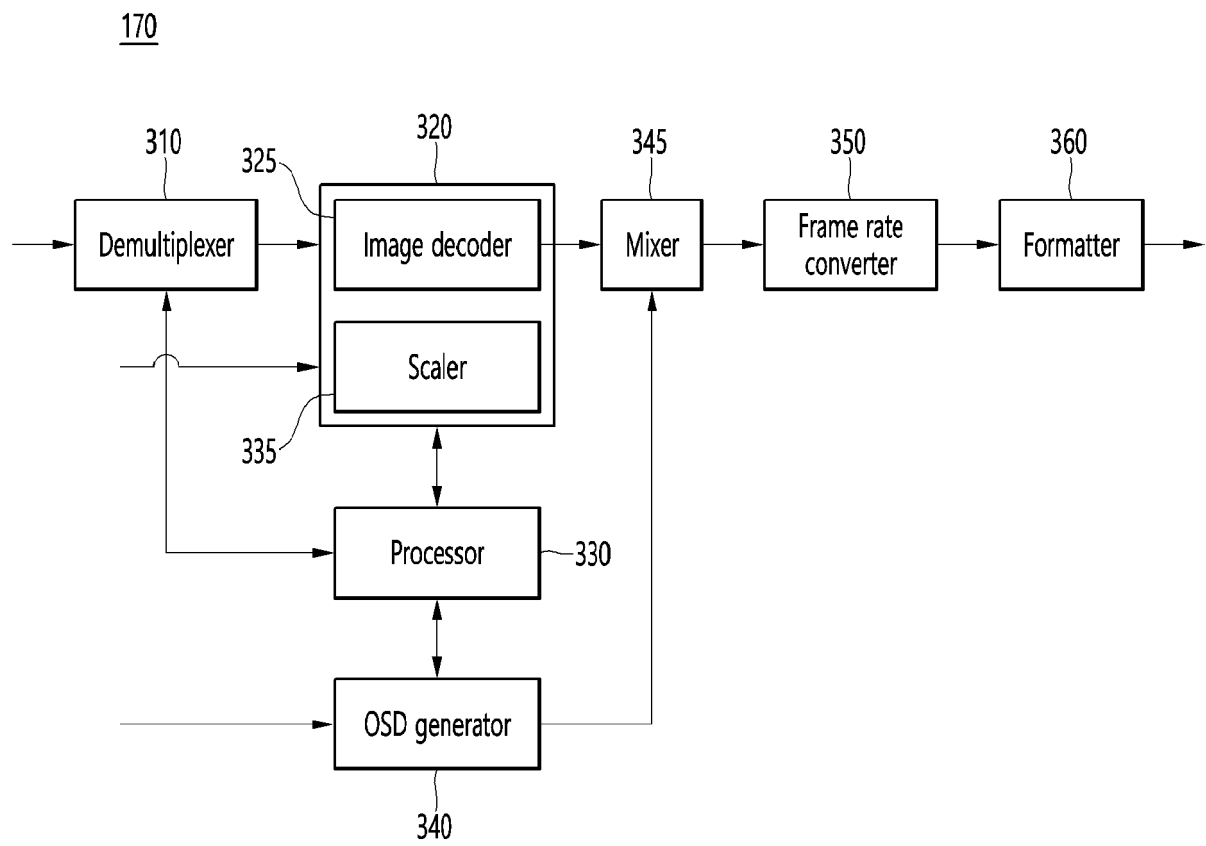 170
310
320
325
345
350
360
Demultiplexer
Image decoder
Mixer
Frame rate
converter
Formatter
Scaler
335
Processor
330
OSD generator
340